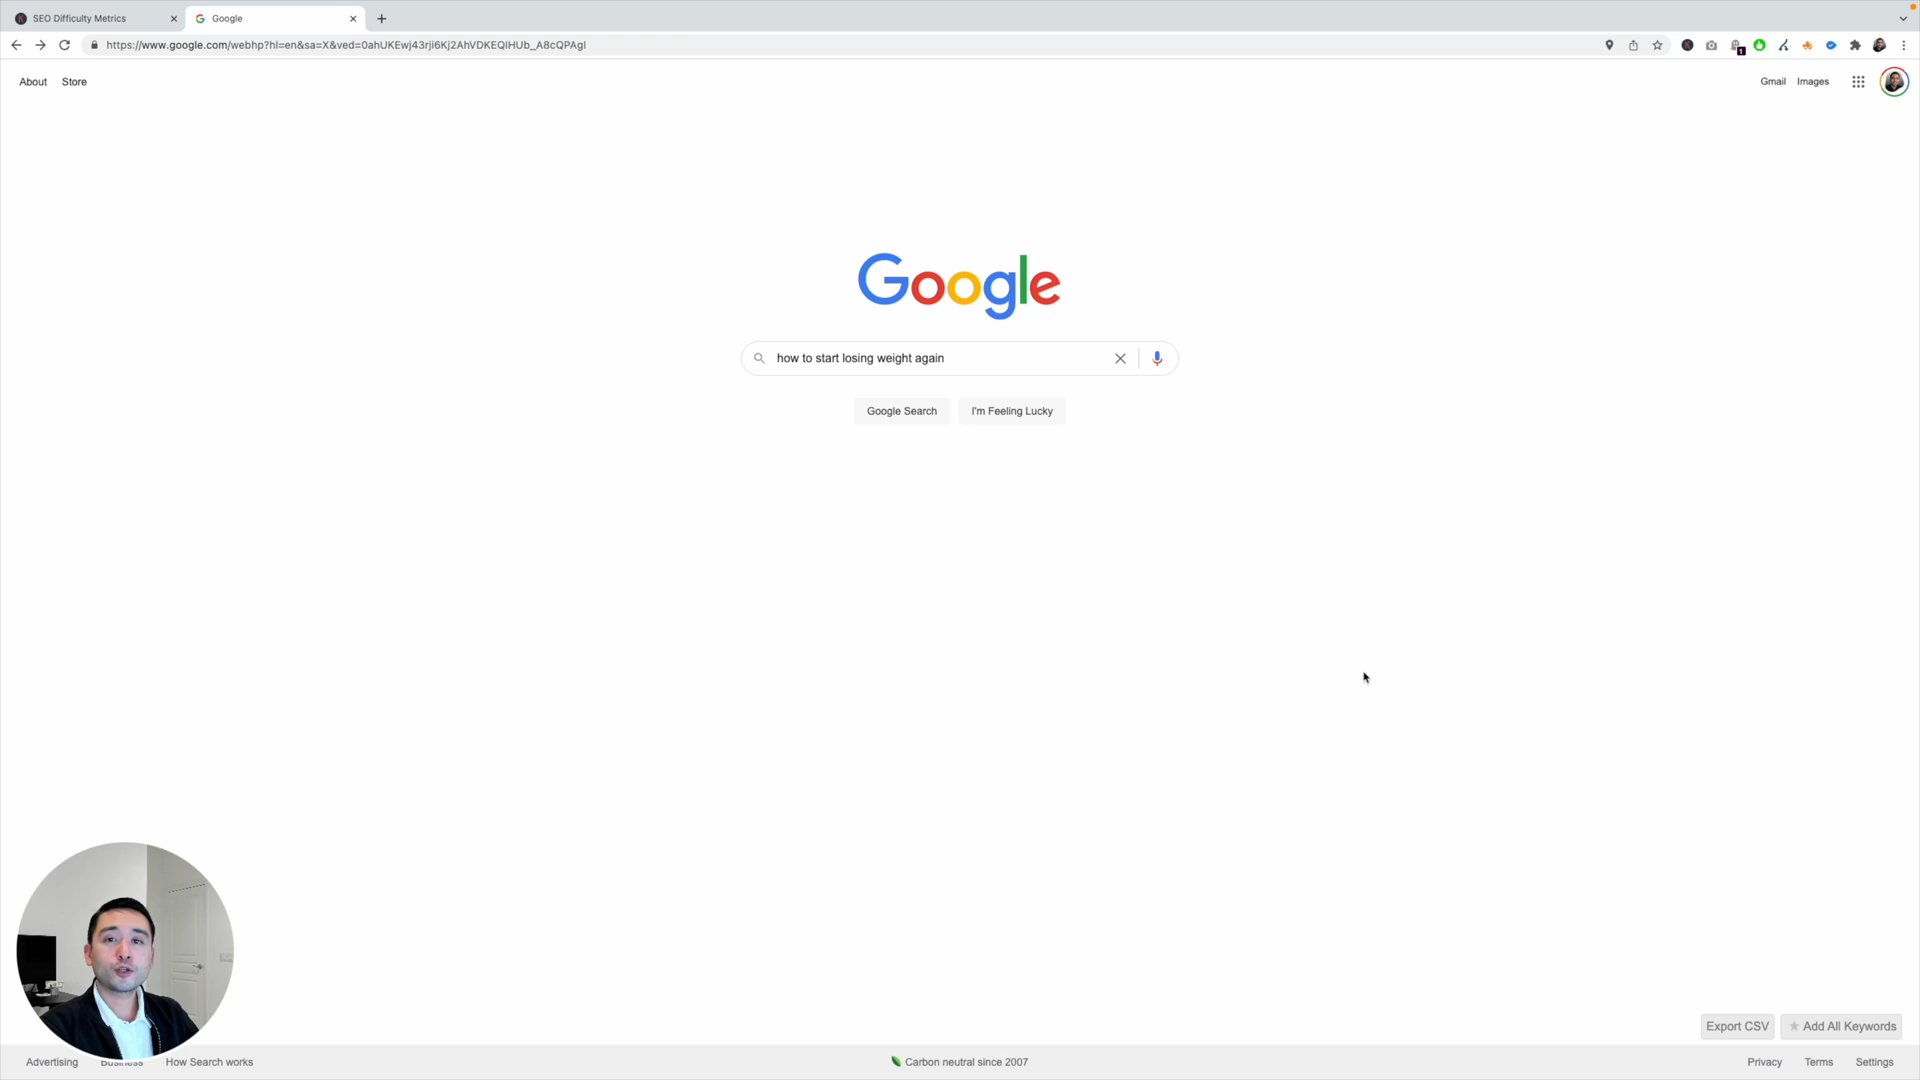 SEO Difficulty Metrics
Google
https://www.google.com/webhp?hl=en&sa=X&ved=0ahUKEwj43rji6Kj2AhVDKEQIHUb_A8cQPAgI
1
About
Store
Gmail
Images
Google
how to start losing weight again
Google Search
I'm Feeling Lucky
Export CSV
Add All Keywords
Advertising
Business
How Search works
Carbon neutral since 2007
Privacy
Terms
Settings